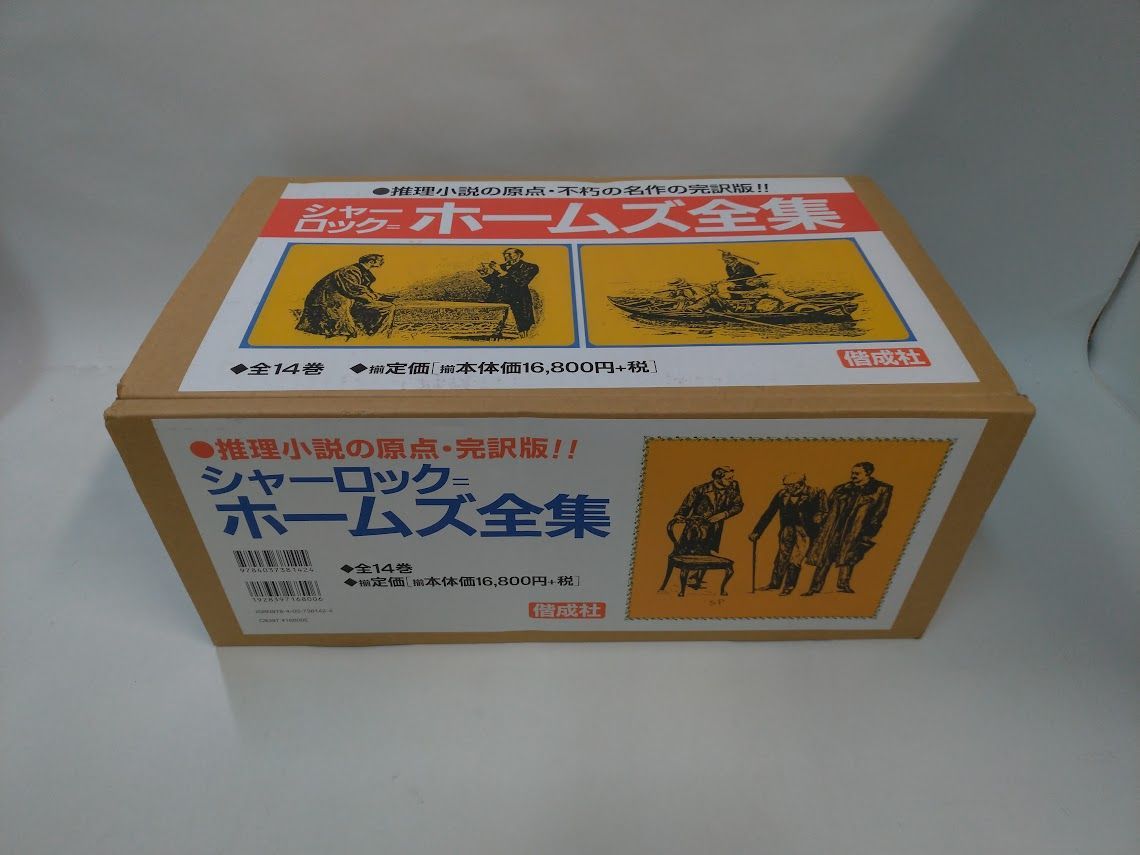 ●推理小説の原点・不朽の名作の完訳版!!
シャーロック=ホームズ全集
◆全14巻 ◆揃定価[揃本体価16,800円+税]
偕成社
●推理小説の原点・完訳版!!
シャーロック=
ホームズ全集
9784037381424
◆全14巻
◆揃定価[揃本体価16,800円+税]
1928397168006
偕成社
SP